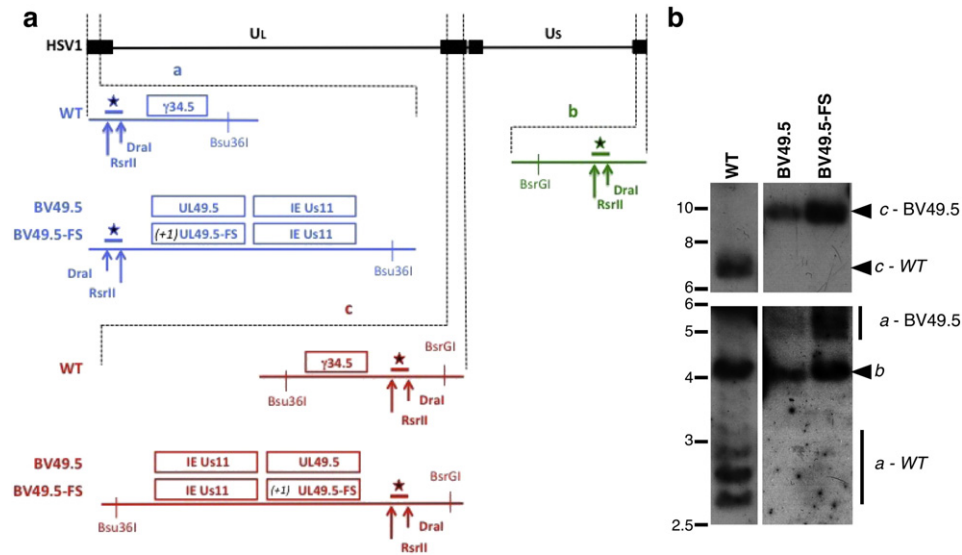 a
b
HSV1
UL
US
a
WT
γ34.5
Bsu36I
DraI
RsrII
b
BsrGI
DraI
RsrII
BV49.5
UL49.5
IE Us11
BV49.5-FS
(+1) UL49.5-FS
IE Us11
DraI
RsrII
Bsu36I
c
WT
γ34.5
BsrGI
Bsu36I
DraI
RsrII
BV49.5
IE Us11
UL49.5
BV49.5-FS
IE Us11
(+1) UL49.5-FS
BsrGI
Bsu36I
DraI
RsrII
WT
BV49.5
BV49.5-FS
10
8
6
c - BV49.5
c - WT
6
5
4
3
2.5
a - BV49.5
b
a - WT